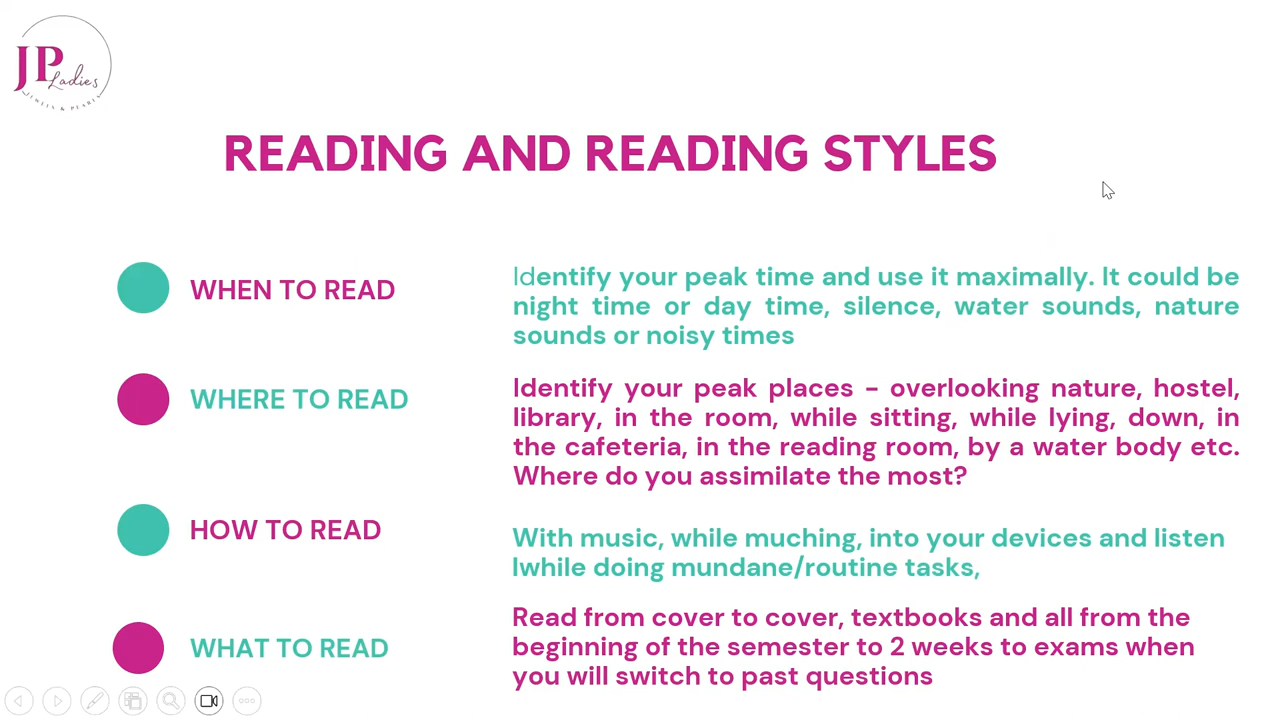 JP
Ladies
JEWELS & PEARLS
READING AND READING STYLES
WHEN TO READ
Identify your peak time and use it maximally. It could be
night time or day time, silence, water sounds, nature
sounds or noisy times
WHERE TO READ
Identify your peak places – overlooking nature, hostel,
library, in the room, while sitting, while lying, down, in
the cafeteria, in the reading room, by a water body etc.
Where do you assimilate the most?
HOW TO READ
With music, while muching, into your devices and listen
lwhile doing mundane/routine tasks,
WHAT TO READ
Read from cover to cover, textbooks and all from the
beginning of the semester to 2 weeks to exams when
you will switch to past questions